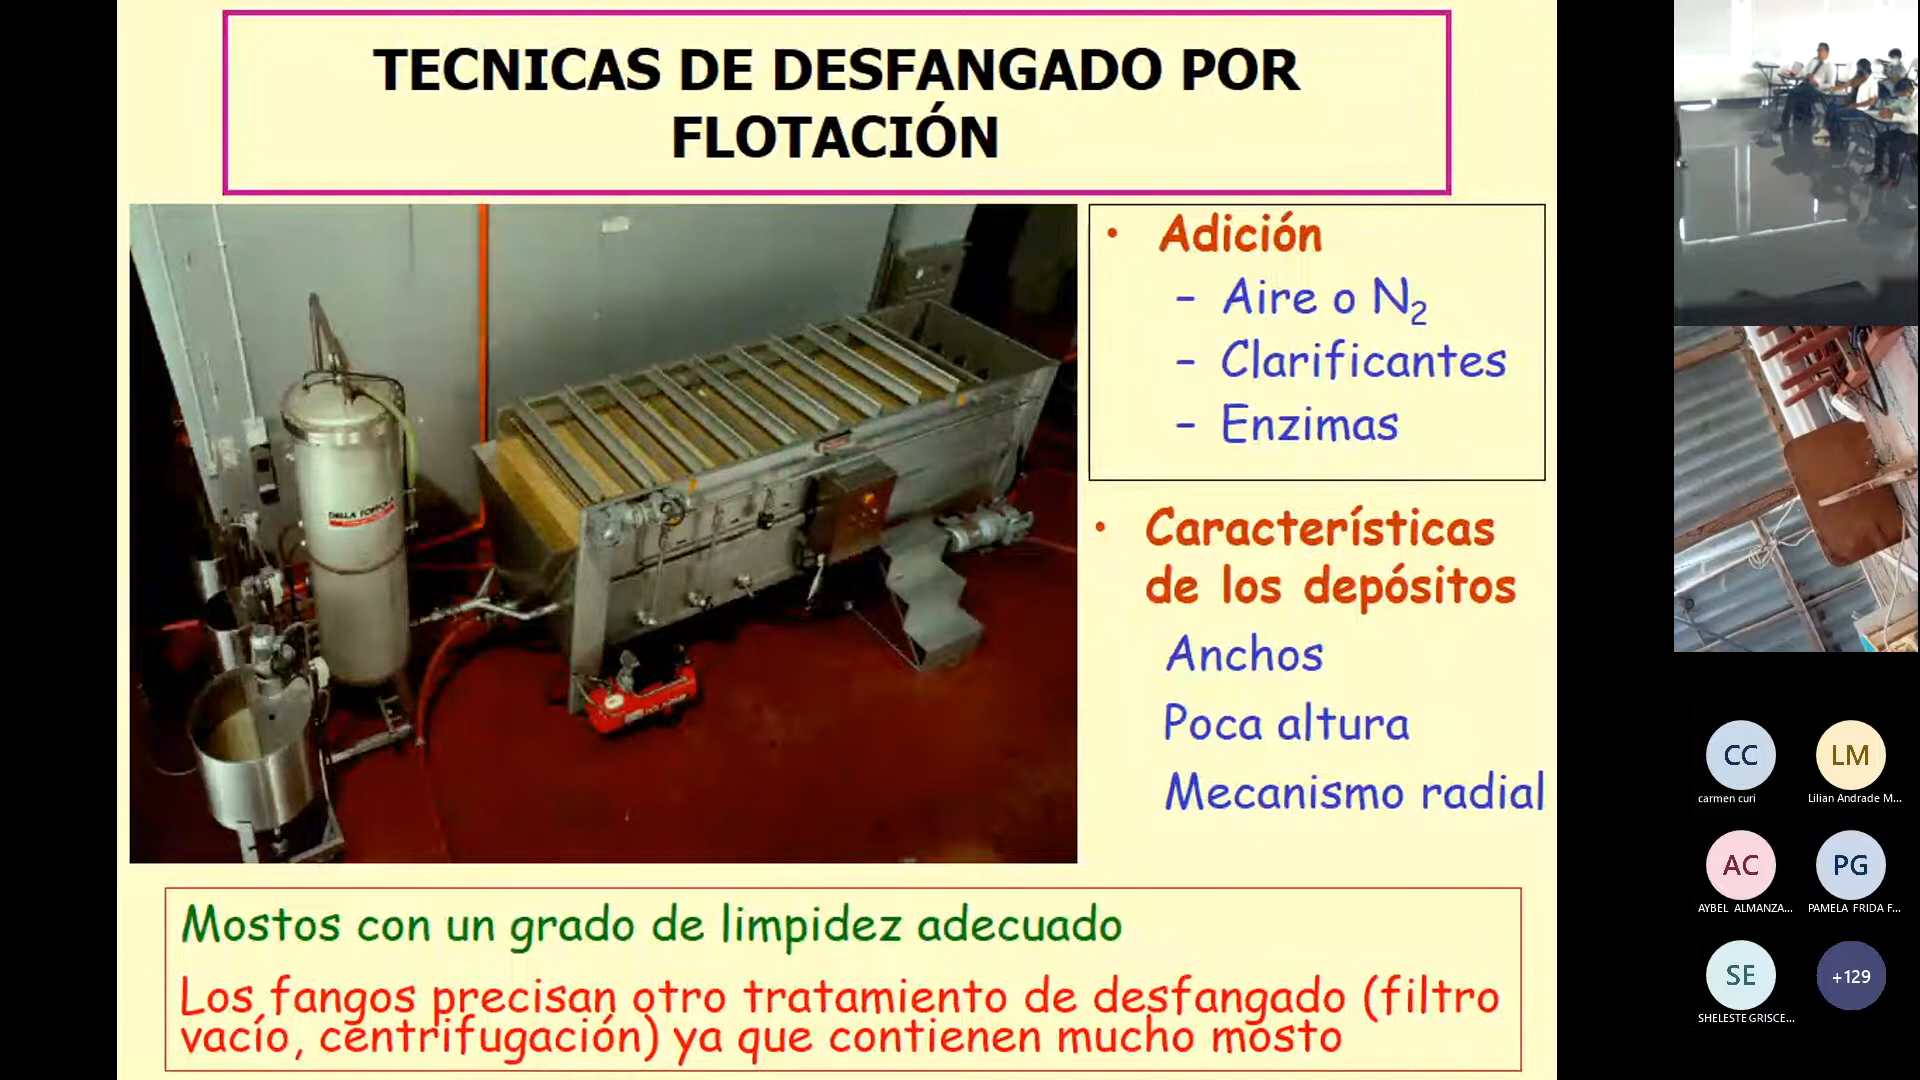 TECNICAS DE DESFANGADO POR
FLOTACIÓN
• Adición
– Aire o N₂
– Clarificantes
– Enzimas
• Características
de los depósitos
Anchos
Poca altura
Mecanismo radial
DELLA TOFFOLA
Mostos con un grado de limpidez adecuado
Los fangos precisan otro tratamiento de desfangado (filtro
vacío, centrifugación) ya que contienen mucho mosto
CC
carmen curi
LM
Lilian Andrade M...
AC
AYBEL ALMANZA...
PG
PAMELA FRIDA F...
SE
SHELESTE GRISCE...
+129